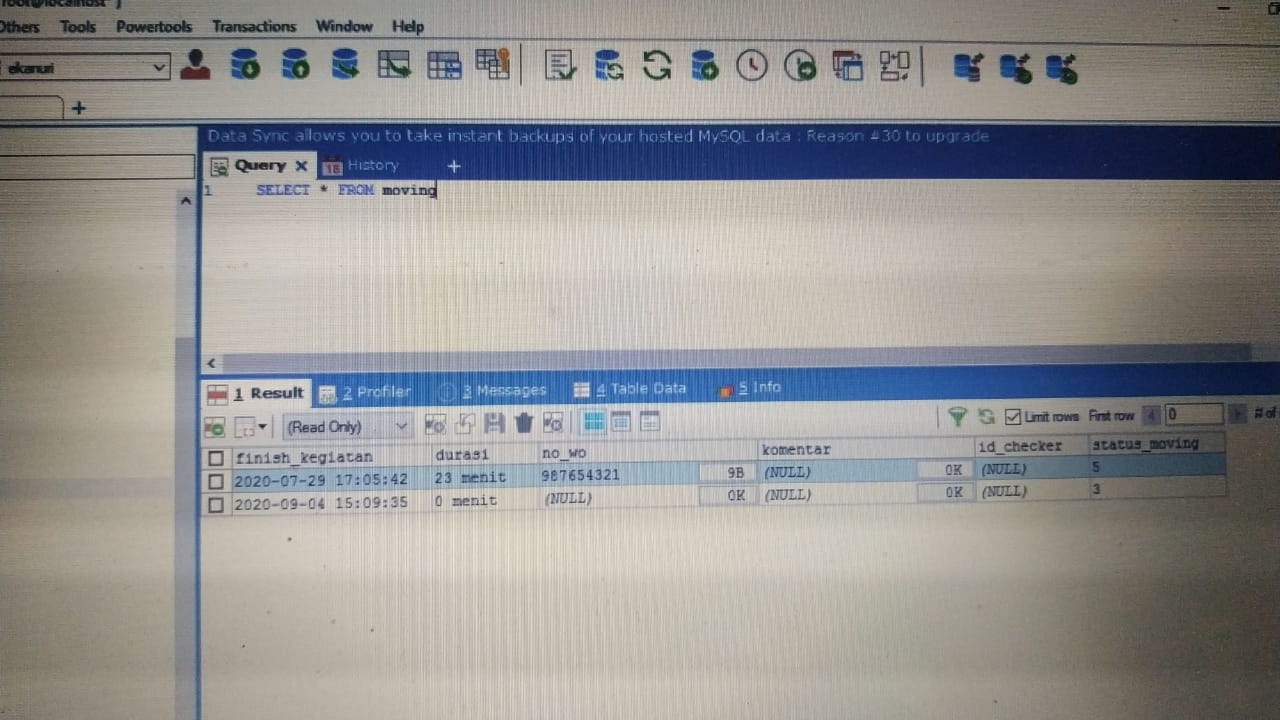 root@localhost ]
Others Tools Powertools Transactions Window Help
ekanuri
+
Data Sync allows you to take instant backups of your hosted MySQL data : Reason #30 to upgrade
Query × 18 History +
1 SELECT * FROM moving
1 Result 2 Profiler 3 Messages 4 Table Data 5 Info
(Read Only) Limit rows First row 0 # of
finish_kegiatan durasi no_wo komentar id_checker status_moving
2020-07-29 17:05:42 23 menit 987654321 9B (NULL) 0K (NULL) 5
2020-09-04 15:09:35 0 menit (NULL) 0K (NULL) 0K (NULL) 3